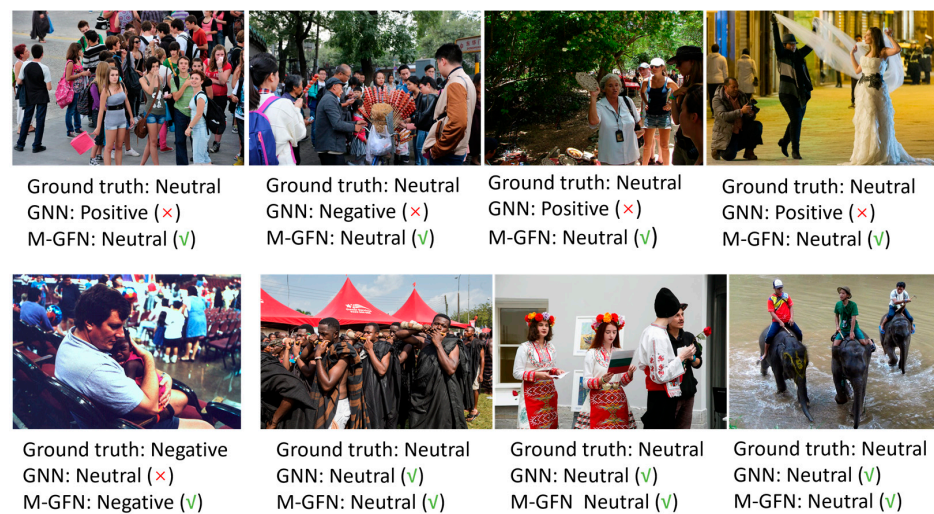 Ground truth: Neutral
GNN: Positive (×)
M-GFN: Neutral (√)
Ground truth: Neutral
GNN: Negative (×)
M-GFN: Neutral (√)
Ground truth: Neutral
GNN: Positive (×)
M-GFN: Neutral (√)
Ground truth: Neutral
GNN: Positive (×)
M-GFN: Neutral (√)
Ground truth: Negative
GNN: Neutral (×)
M-GFN: Negative (√)
Ground truth: Neutral
GNN: Neutral (√)
M-GFN: Neutral (√)
Ground truth: Neutral
GNN: Neutral (√)
M-GFN Neutral (√)
Ground truth: Neutral
GNN: Neutral (√)
M-GFN: Neutral (√)